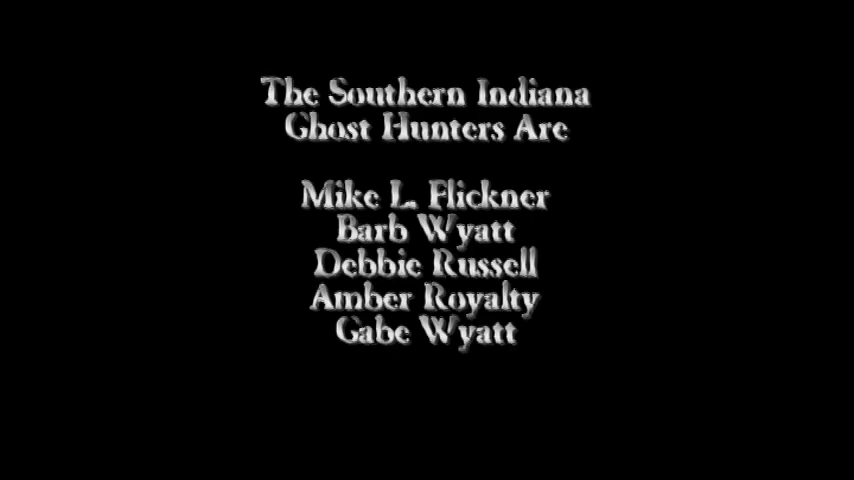 The Southern Indiana
Ghost Hunters Are
Mike L. Flickner
Barb Wyatt
Debbie Russell
Amber Royalty
Gabe Wyatt